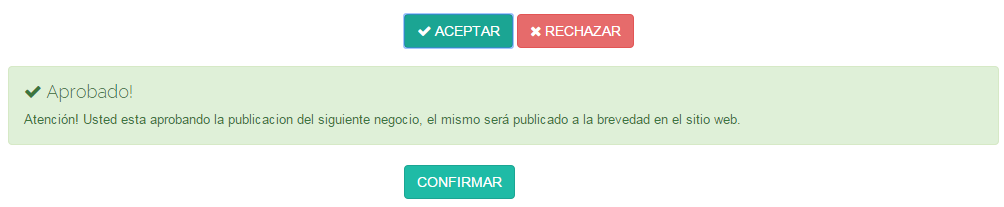 ACEPTAR RECHAZAR
Aprobado!
Atención! Usted esta aprobando la publicacion del siguiente negocio, el mismo será publicado a la brevedad en el sitio web.
CONFIRMAR